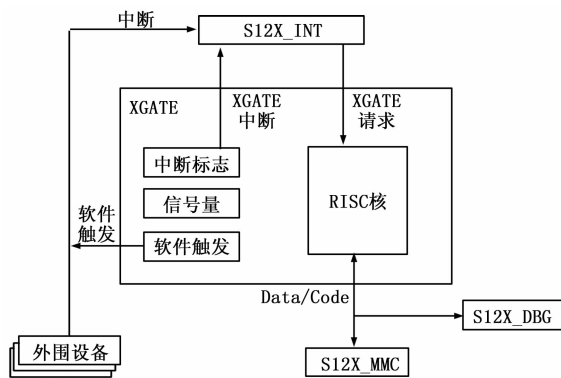 中断
S12X_INT
XGATE
XGATE
中断
XGATE
请求
中断标志
信号量
软件触发
RISC核
软件
触发
Data/Code
S12X_DBG
外围设备
S12X_MMC